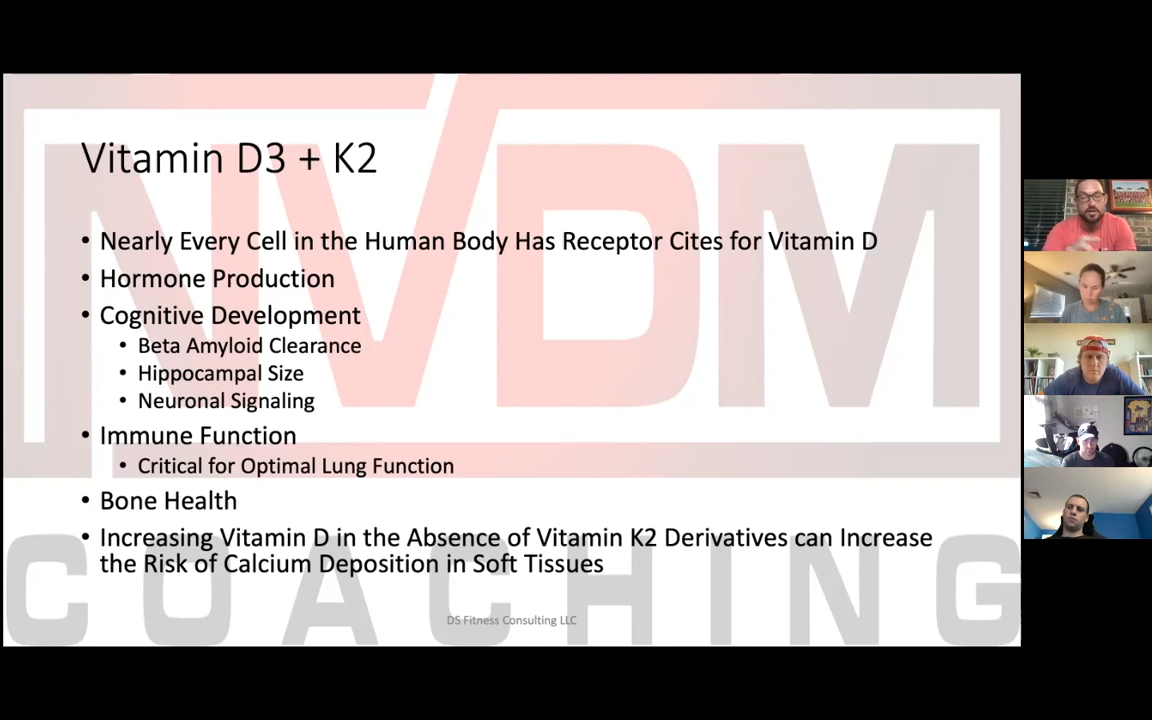 Vitamin D3 + K2
• Nearly Every Cell in the Human Body Has Receptor Cites for Vitamin D
• Hormone Production
• Cognitive Development
• Beta Amyloid Clearance
• Hippocampal Size
• Neuronal Signaling
• Immune Function
• Critical for Optimal Lung Function
• Bone Health
• Increasing Vitamin D in the Absence of Vitamin K2 Derivatives can Increase
the Risk of Calcium Deposition in Soft Tissues
DS Fitness Consulting LLC
NVDM
COACHING